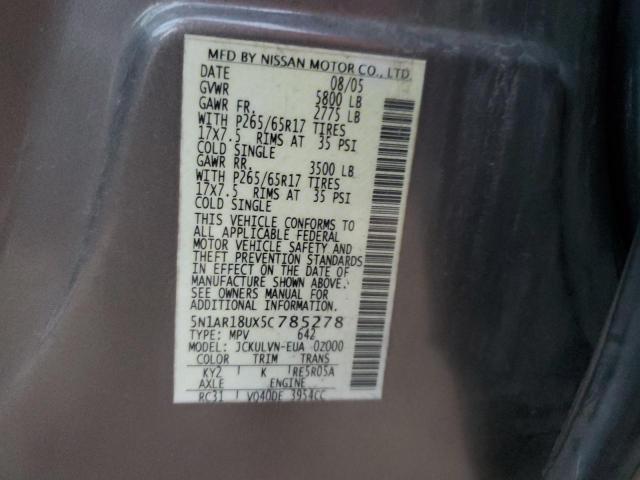 MFD BY NISSAN MOTOR CO., LTD.
DATE 08/05
GVWR 5800 LB
GAWR FR. 2775 LB
WITH P265/65R17 TIRES
17X7.5 RIMS AT 35 PSI
COLD SINGLE
GAWR RR. 3500 LB
WITH P265/65R17 TIRES
17X7.5 RIMS AT 35 PSI
COLD SINGLE
THIS VEHICLE CONFORMS TO
ALL APPLICABLE FEDERAL
MOTOR VEHICLE SAFETY AND
THEFT PREVENTION STANDARDS
IN EFFECT ON THE DATE OF
MANUFACTURE SHOWN ABOVE.
SEE OWNERS MANUAL FOR
ADDITIONAL INFORMATION.
5N1AR18UX5C785278
TYPE: MPV 642
MODEL: JCKULVN-EUA 0Z000
COLOR TRIM TRANS
KY2 K RE5R05A
AXLE ENGINE
RC31 VQ40DE 3954CC